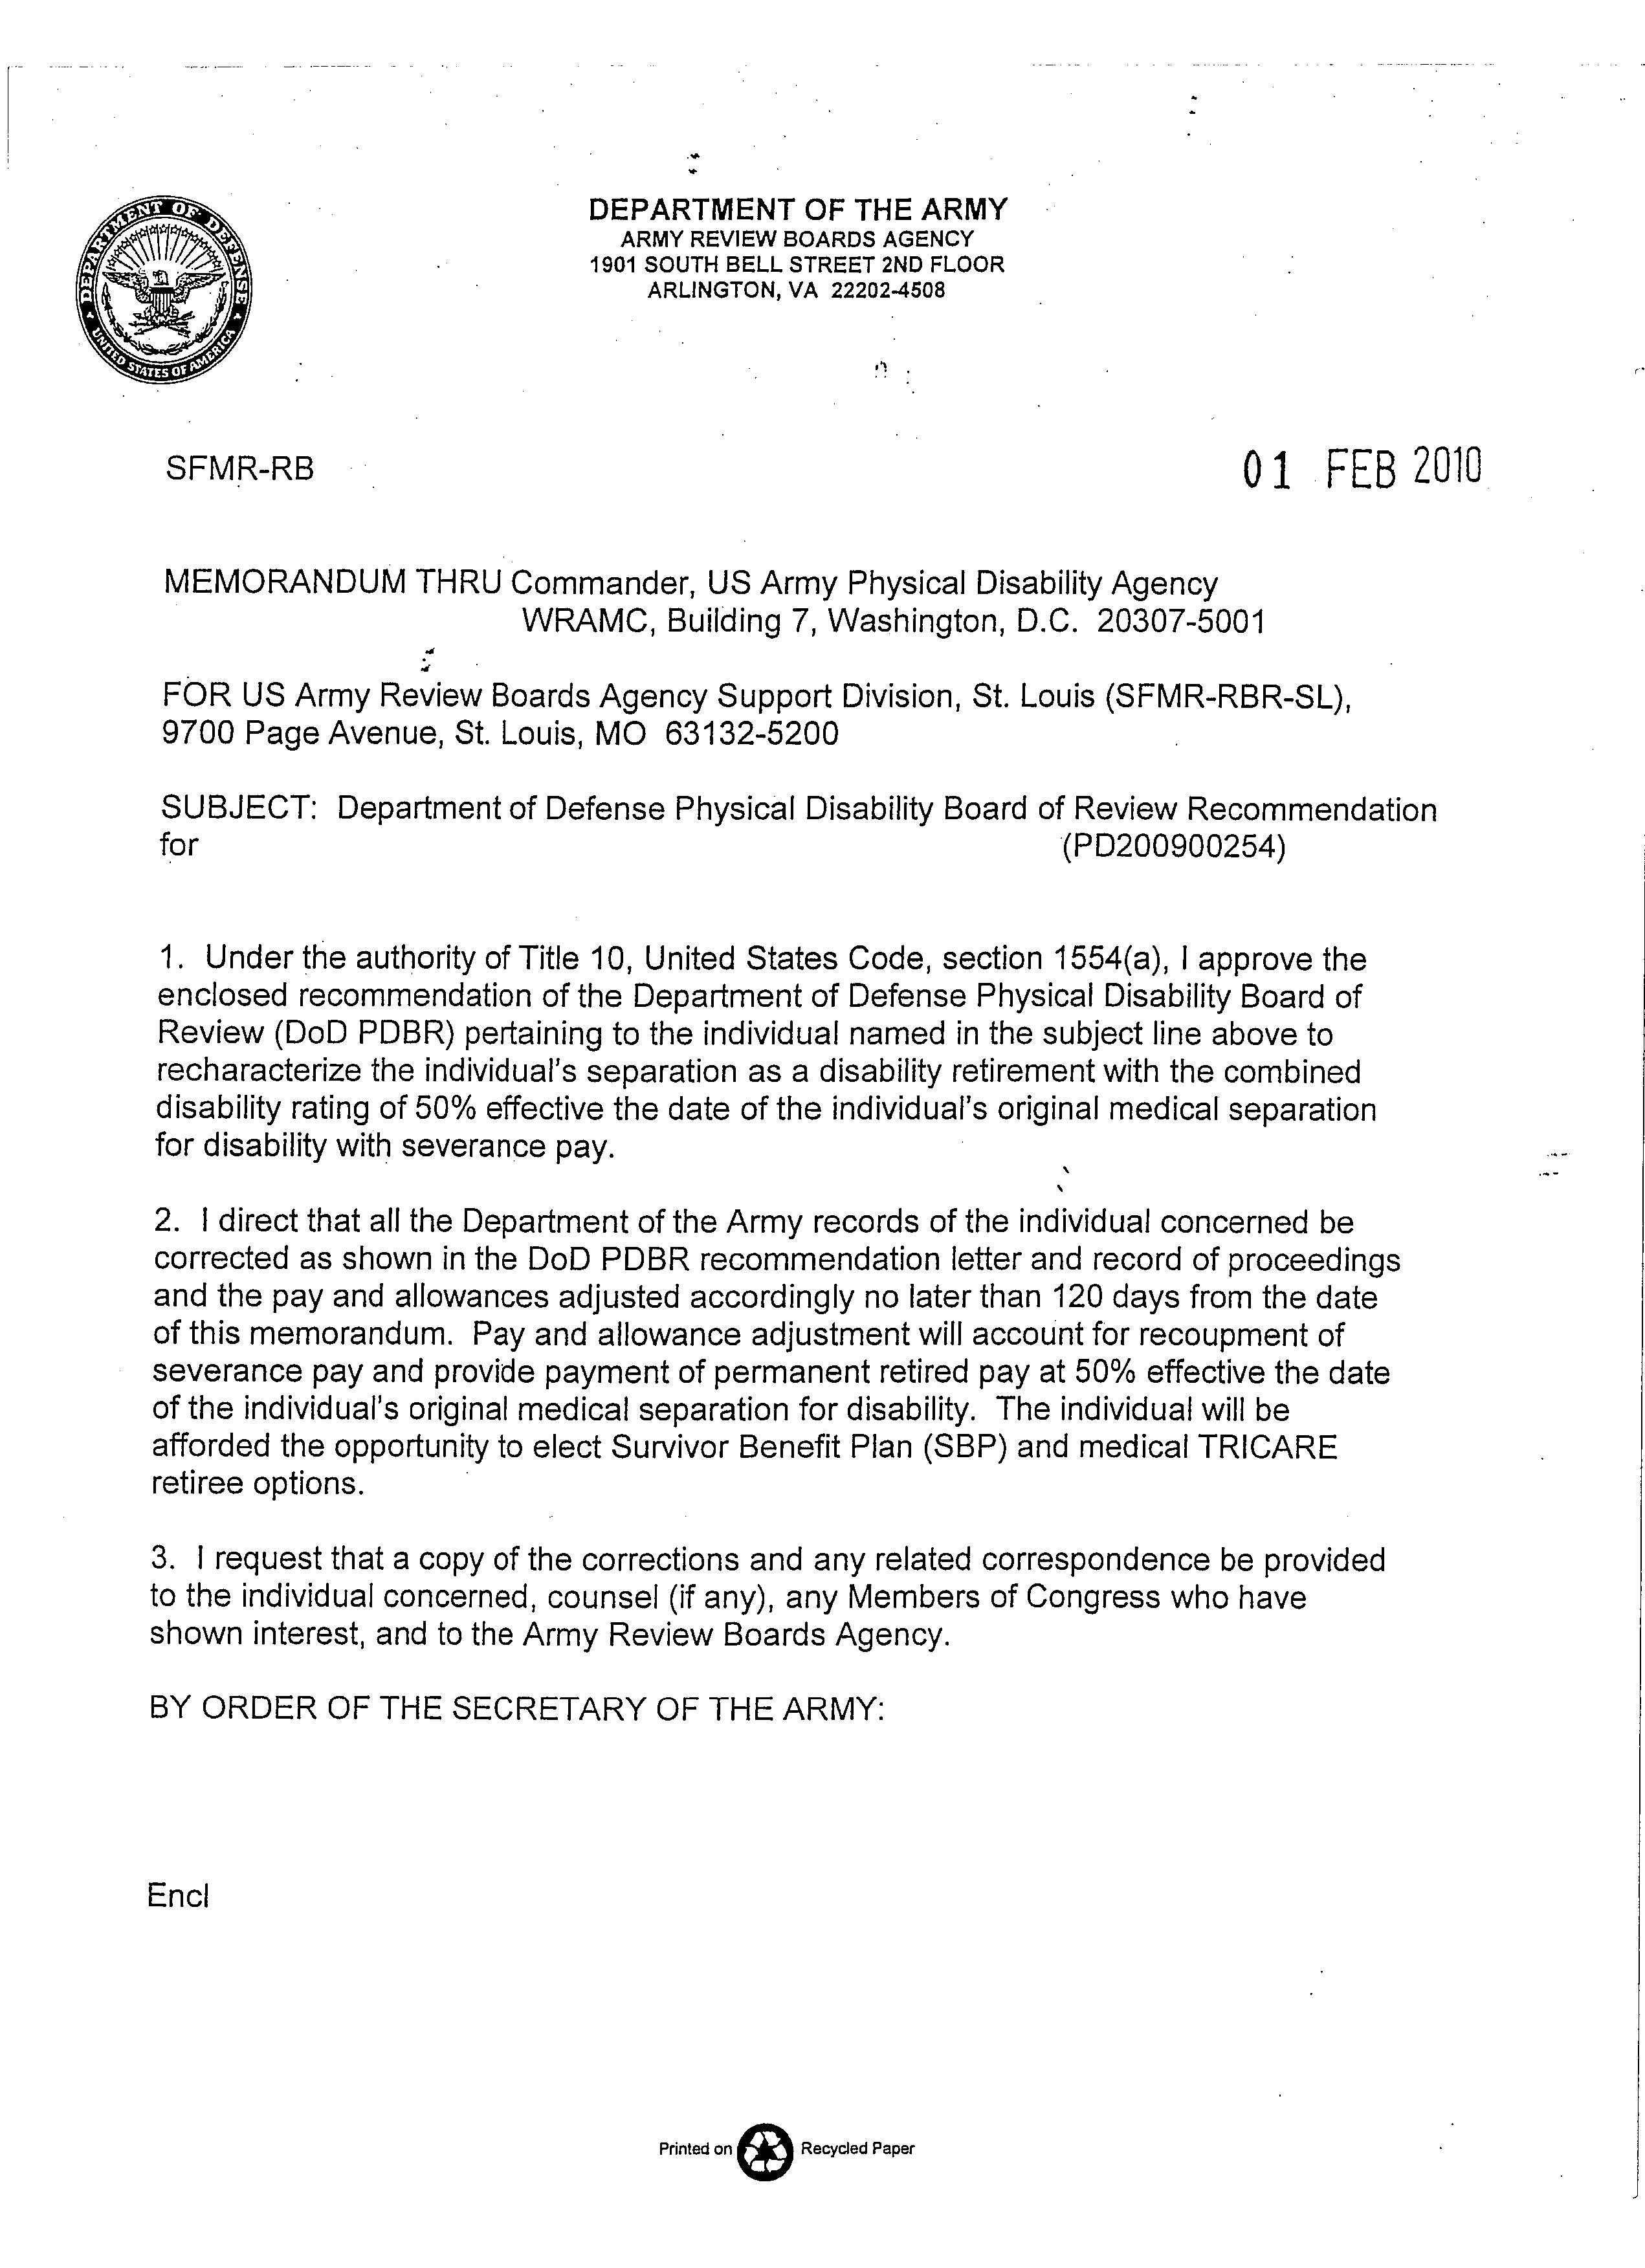 DEPARTMENT OF DEFENSE
UNITED STATES OF AMERICA
DEPARTMENT OF THE ARMY
ARMY REVIEW BOARDS AGENCY
1901 SOUTH BELL STREET 2ND FLOOR
ARLINGTON, VA 22202-4508
SFMR-RB
01 FEB 2010
MEMORANDUM THRU Commander, US Army Physical Disability Agency
WRAMC, Building 7, Washington, D.C. 20307-5001
FOR US Army Review Boards Agency Support Division, St. Louis (SFMR-RBR-SL),
9700 Page Avenue, St. Louis, MO 63132-5200
SUBJECT: Department of Defense Physical Disability Board of Review Recommendation
for (PD200900254)
1. Under the authority of Title 10, United States Code, section 1554(a), I approve the
enclosed recommendation of the Department of Defense Physical Disability Board of
Review (DoD PDBR) pertaining to the individual named in the subject line above to
recharacterize the individual's separation as a disability retirement with the combined
disability rating of 50% effective the date of the individual's original medical separation
for disability with severance pay.
2. I direct that all the Department of the Army records of the individual concerned be
corrected as shown in the DoD PDBR recommendation letter and record of proceedings
and the pay and allowances adjusted accordingly no later than 120 days from the date
of this memorandum. Pay and allowance adjustment will account for recoupment of
severance pay and provide payment of permanent retired pay at 50% effective the date
of the individual's original medical separation for disability. The individual will be
afforded the opportunity to elect Survivor Benefit Plan (SBP) and medical TRICARE
retiree options.
3. I request that a copy of the corrections and any related correspondence be provided
to the individual concerned, counsel (if any), any Members of Congress who have
shown interest, and to the Army Review Boards Agency.
BY ORDER OF THE SECRETARY OF THE ARMY:
Encl
Printed on Recycled Paper